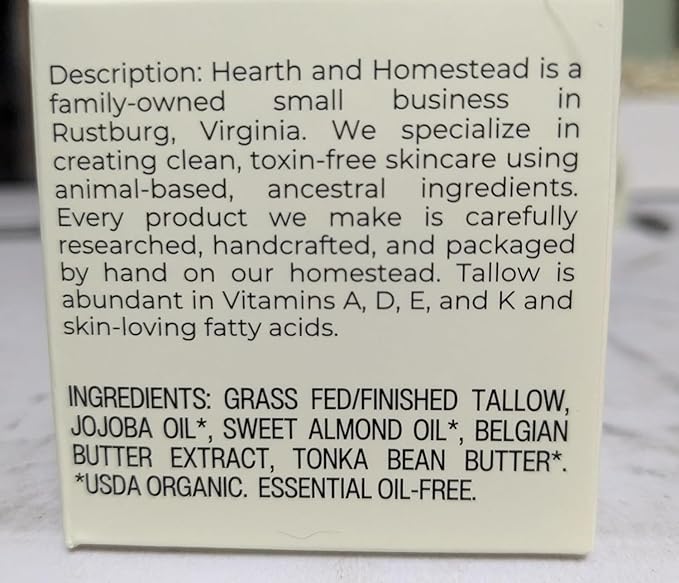 Description: Hearth and Homestead is a
family-owned small business in
Rustburg, Virginia. We specialize in
creating clean, toxin-free skincare using
animal-based, ancestral ingredients.
Every product we make is carefully
researched, handcrafted, and packaged
by hand on our homestead. Tallow is
abundant in Vitamins A, D, E, and K and
skin-loving fatty acids.
INGREDIENTS: GRASS FED/FINISHED TALLOW,
JOJOBA OIL*, SWEET ALMOND OIL*, BELGIAN
BUTTER EXTRACT, TONKA BEAN BUTTER*.
*USDA ORGANIC. ESSENTIAL OIL-FREE.